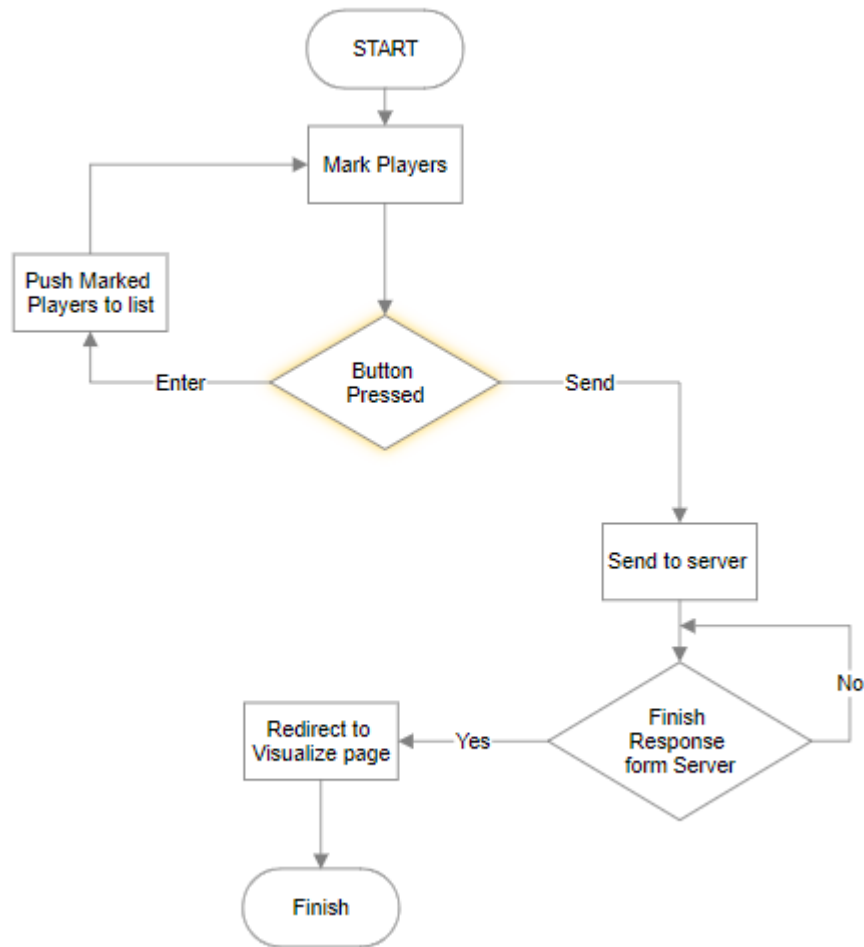 START
Mark Players
Push Marked
Players to list
Button
Pressed
Enter
Send
Send to server
No
Finish
Response
form Server
Yes
Redirect to
Visualize page
Finish